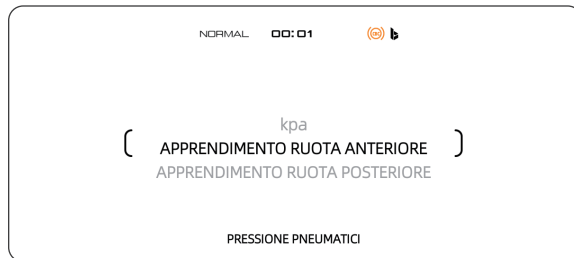 NORMAL 00:01
kpa
APPRENDIMENTO RUOTA ANTERIORE
APPRENDIMENTO RUOTA POSTERIORE
PRESSIONE PNEUMATICI